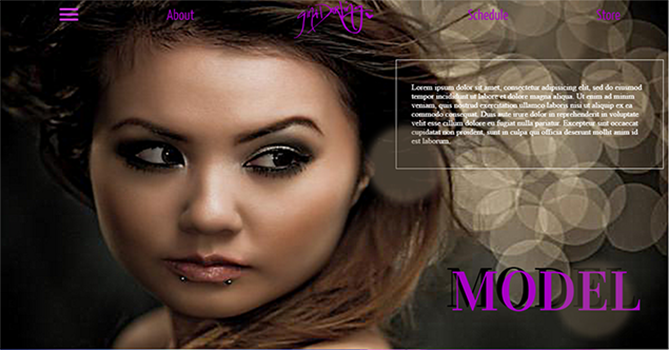 About
Schedule
More
Lorem ipsum dolor sit amet, consectetur adipisicing elit, sed do eiusmod
tempor incididunt ut labore et dolore magna aliqua. Ut enim ad minim
veniam, quis nostrud exercitation ullamco laboris nisi ut aliquip ex ea
commodo consequat. Duis aute irure dolor in reprehenderit in voluptate
velit esse cillum dolore eu fugiat nulla pariatur. Excepteur sint occaecat
cupidatat non proident, sunt in culpa qui officia deserunt mollit anim id
est laborum.
MODEL